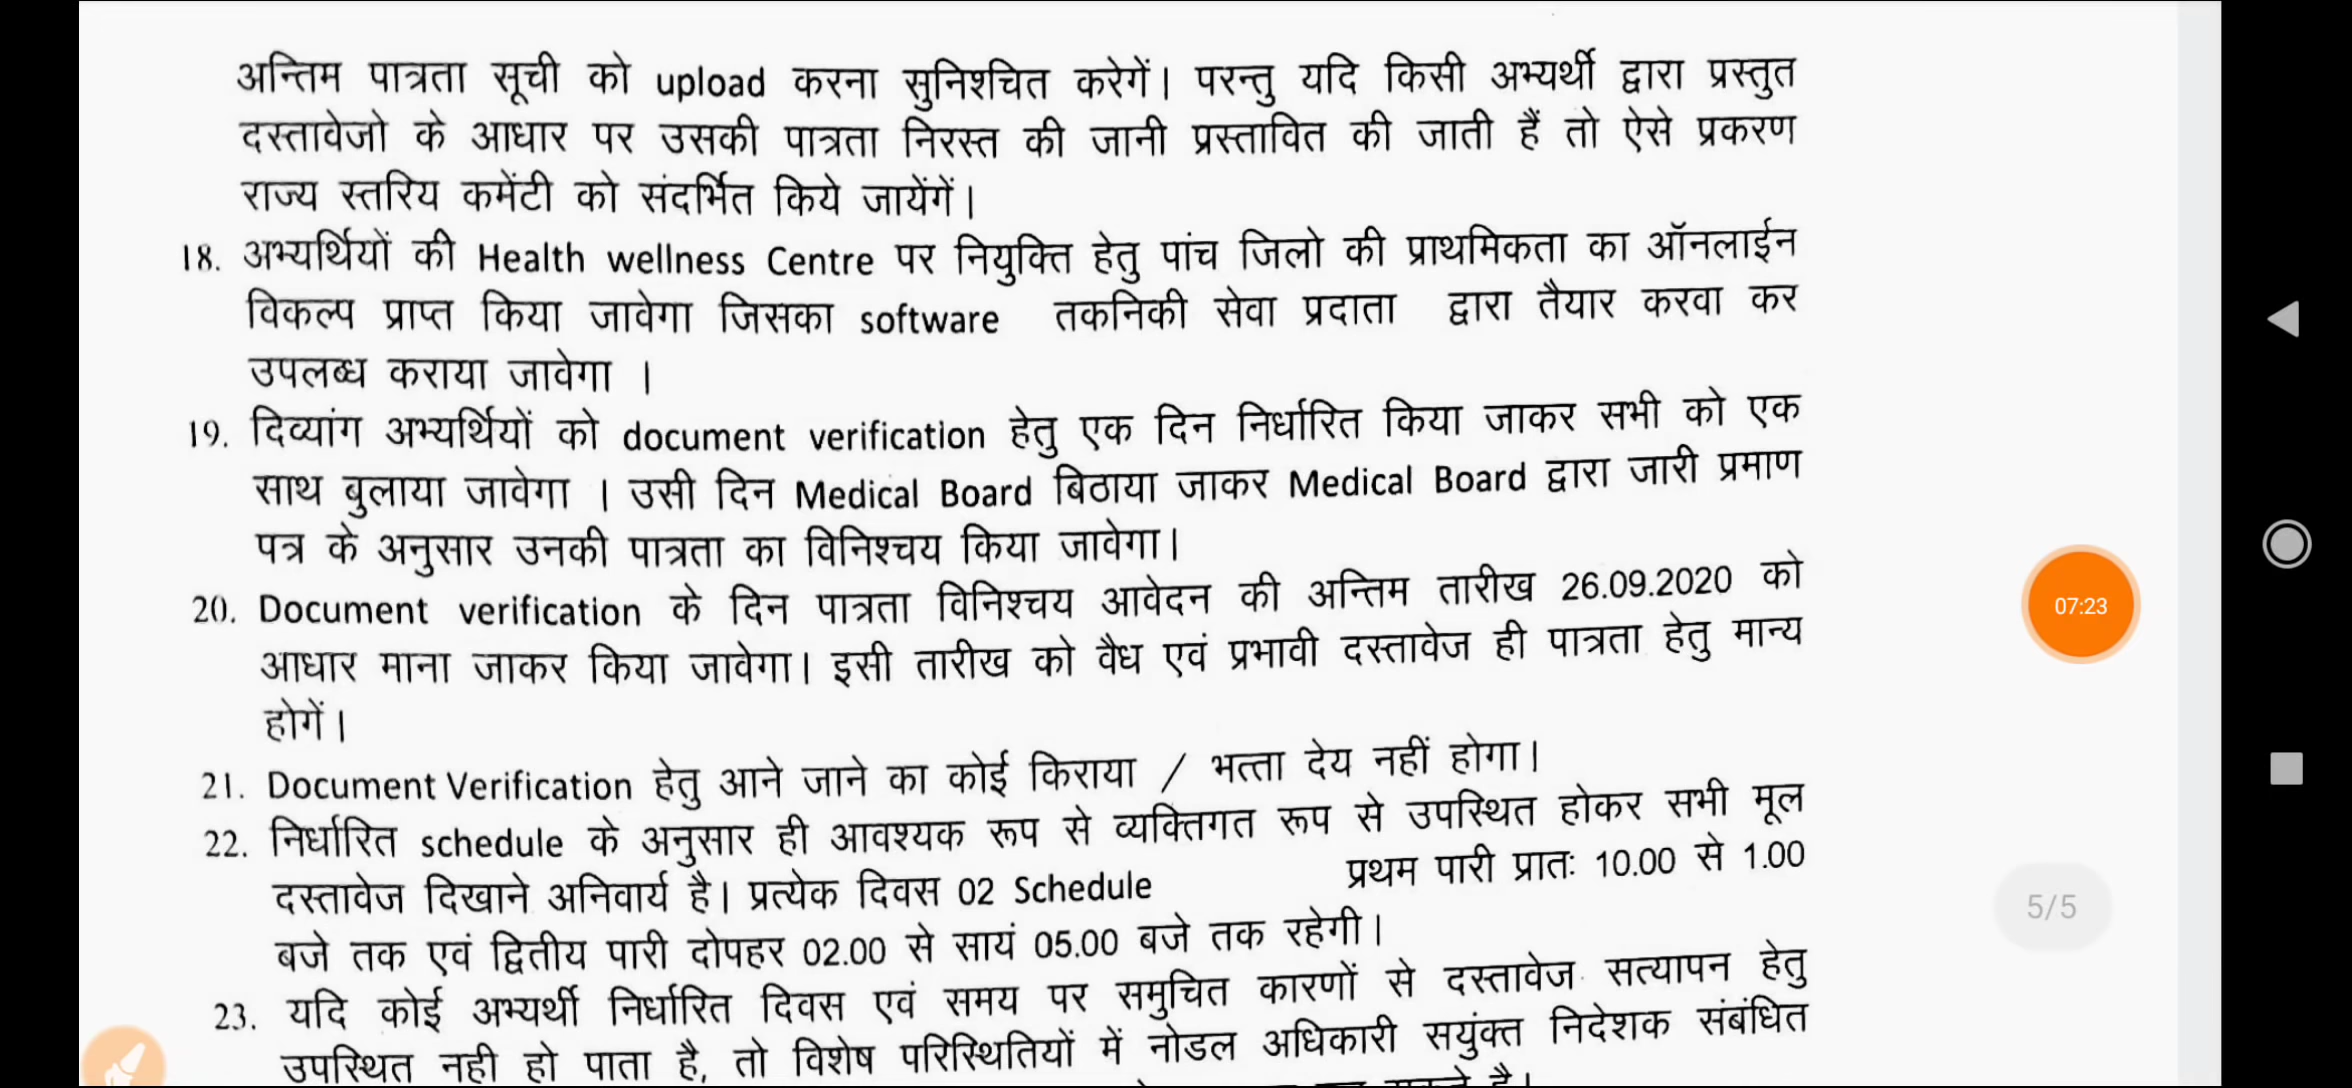 अन्तिम पात्रता सूची को upload करना सुनिश्चित करेगें। परन्तु यदि किसी अभ्यर्थी द्वारा प्रस्तुत
दस्तावेजो के आधार पर उसकी पात्रता निरस्त की जानी प्रस्तावित की जाती हैं तो ऐसे प्रकरण
राज्य स्तरिय कमेंटी को संदर्भित किये जायेंगें।
18. अभ्यर्थियों की Health wellness Centre पर नियुक्ति हेतु पांच जिलो की प्राथमिकता का ऑनलाईन
विकल्प प्राप्त किया जावेगा जिसका software तकनिकी सेवा प्रदाता द्वारा तैयार करवा कर
उपलब्ध कराया जावेगा ।
19. दिव्यांग अभ्यर्थियों को document verification हेतु एक दिन निर्धारित किया जाकर सभी को एक
साथ बुलाया जावेगा । उसी दिन Medical Board बिठाया जाकर Medical Board द्वारा जारी प्रमाण
पत्र के अनुसार उनकी पात्रता का विनिश्चय किया जावेगा।
20. Document verification के दिन पात्रता विनिश्चय आवेदन की अन्तिम तारीख 26.09.2020 को
आधार माना जाकर किया जावेगा। इसी तारीख को वैध एवं प्रभावी दस्तावेज ही पात्रता हेतु मान्य
होगें।
21. Document Verification हेतु आने जाने का कोई किराया / भत्ता देय नहीं होगा।
22. निर्धारित schedule के अनुसार ही आवश्यक रूप से व्यक्तिगत रूप से उपस्थित होकर सभी मूल
दस्तावेज दिखाने अनिवार्य है। प्रत्येक दिवस 02 Schedule प्रथम पारी प्रातः 10.00 से 1.00
बजे तक एवं द्वितीय पारी दोपहर 02.00 से सायं 05.00 बजे तक रहेगी।
23. यदि कोई अभ्यर्थी निर्धारित दिवस एवं समय पर समुचित कारणों से दस्तावेज सत्यापन हेतु
उपस्थित नही हो पाता है, तो विशेष परिस्थितियों में नोडल अधिकारी सयुंक्त निदेशक संबंधित
07:23
5/5